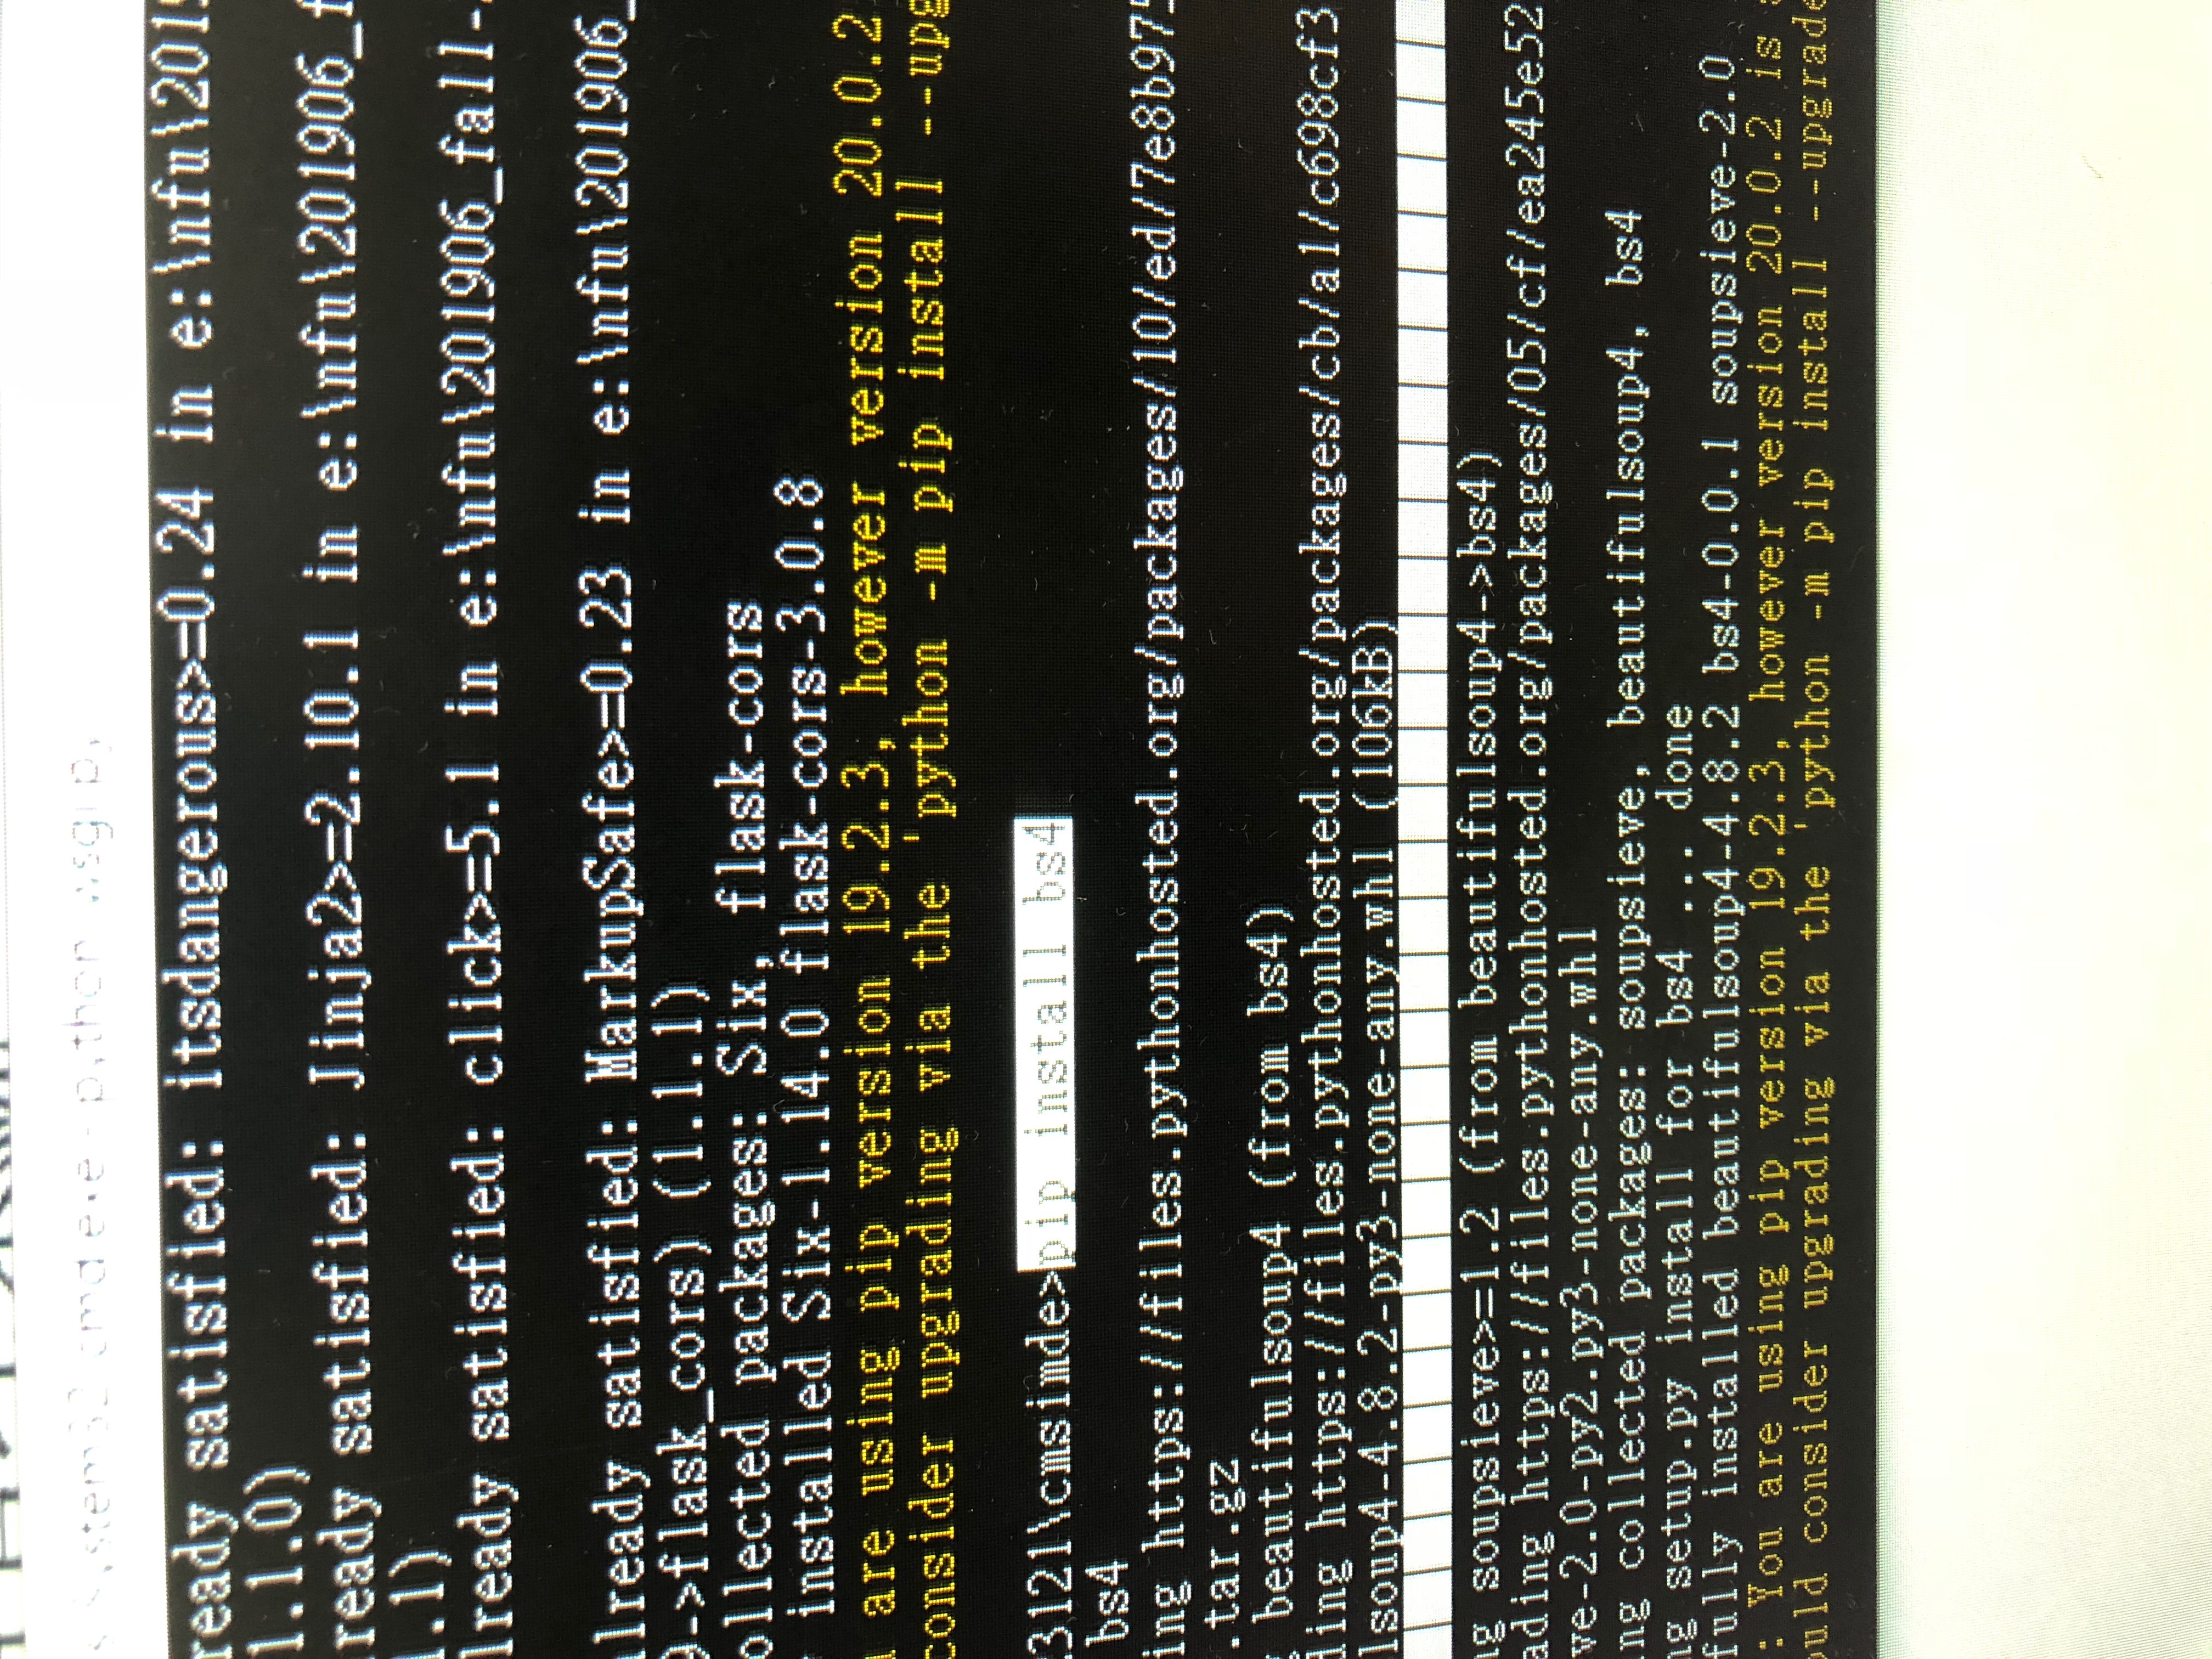 System32\cmd.exe - python wsgi.py
ready satisfied: itsdangerous>=0.24 in e:\nfu\2019
1.1.0)
ready satisfied: Jinja2>=2.10.1 in e:\nfu\201906_f
1.1)
lready satisfied: click>=5.1 in e:\nfu\201906_fall-
already satisfied: MarkupSafe>=0.23 in e:\nfu\201906_
9->flask_cors) (1.1.1)
ollected packages: Six, flask-cors
installed Six-1.14.0 flask-cors-3.0.8
are using pip version 19.2.3, however version 20.0.2
consider upgrading via the 'python -m pip install --upg
23121\cmsimde>pip install bs4
bs4
ing https://files.pythonhosted.org/packages/10/ed/7e8b975
.tar.gz
g beautifulsoup4 (from bs4)
ding https://files.pythonhosted.org/packages/cb/a1/c698cf3
lsoup4-4.8.2-py3-none-any.whl (106kB)
ng soupsieve>=1.2 (from beautifulsoup4->bs4)
ading https://files.pythonhosted.org/packages/05/cf/ea245e52
ve-2.0-py2.py3-none-any.whl
ing collected packages: soupsieve, beautifulsoup4, bs4
ng setup.py install for bs4 ... done
fully installed beautifulsoup4-4.8.2 bs4-0.0.1 soupsieve-2.0
: You are using pip version 19.2.3, however version 20.0.2 is
ould consider upgrading via the 'python -m pip install --upgrade